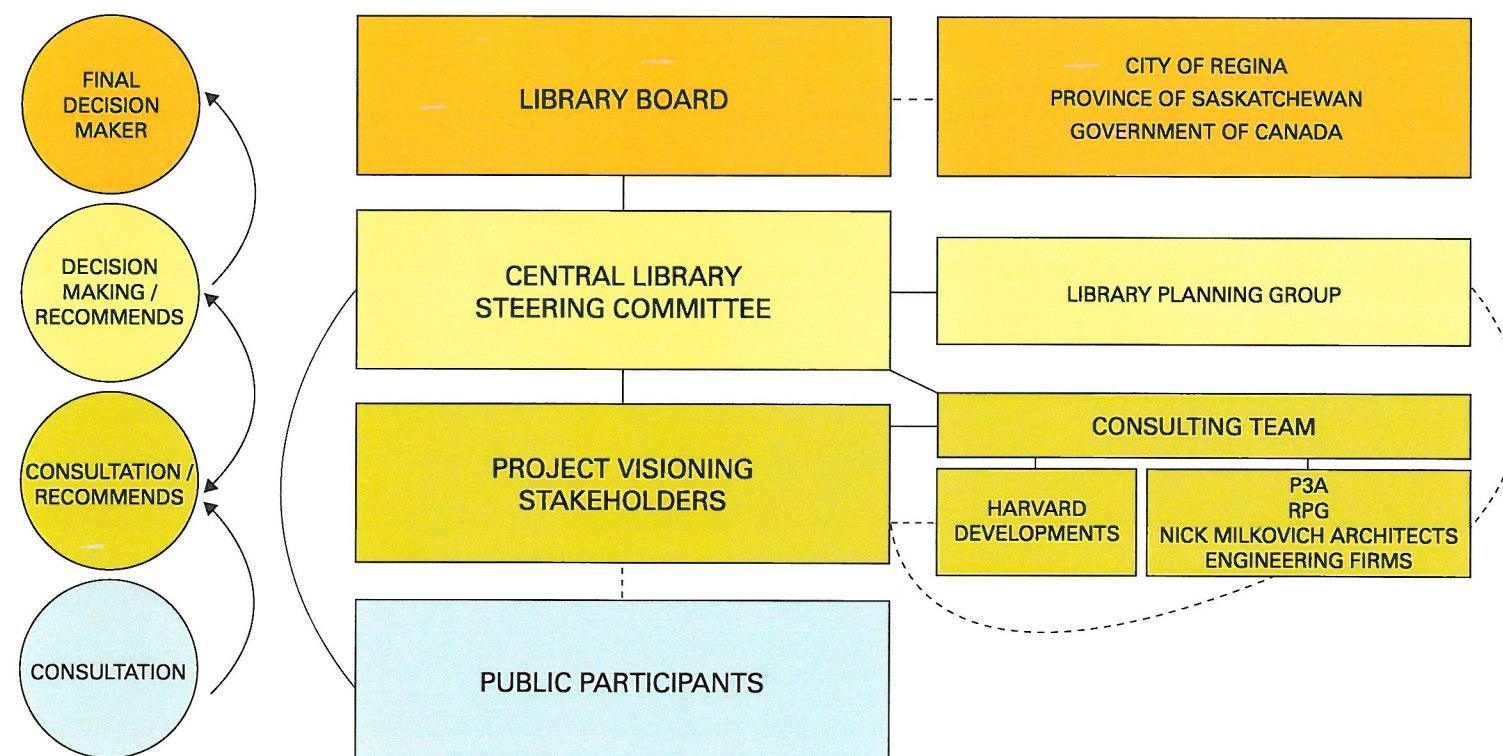 FINAL
DECISION
MAKER
LIBRARY BOARD
CITY OF REGINA
PROVINCE OF SASKATCHEWAN
GOVERNMENT OF CANADA
DECISION
MAKING /
RECOMMENDS
CENTRAL LIBRARY
STEERING COMMITTEE
LIBRARY PLANNING GROUP
CONSULTATION /
RECOMMENDS
PROJECT VISIONING
STAKEHOLDERS
CONSULTING TEAM
HARVARD
DEVELOPMENTS
P3A
RPG
NICK MILKOVICH ARCHITECTS
ENGINEERING FIRMS
CONSULTATION
PUBLIC PARTICIPANTS